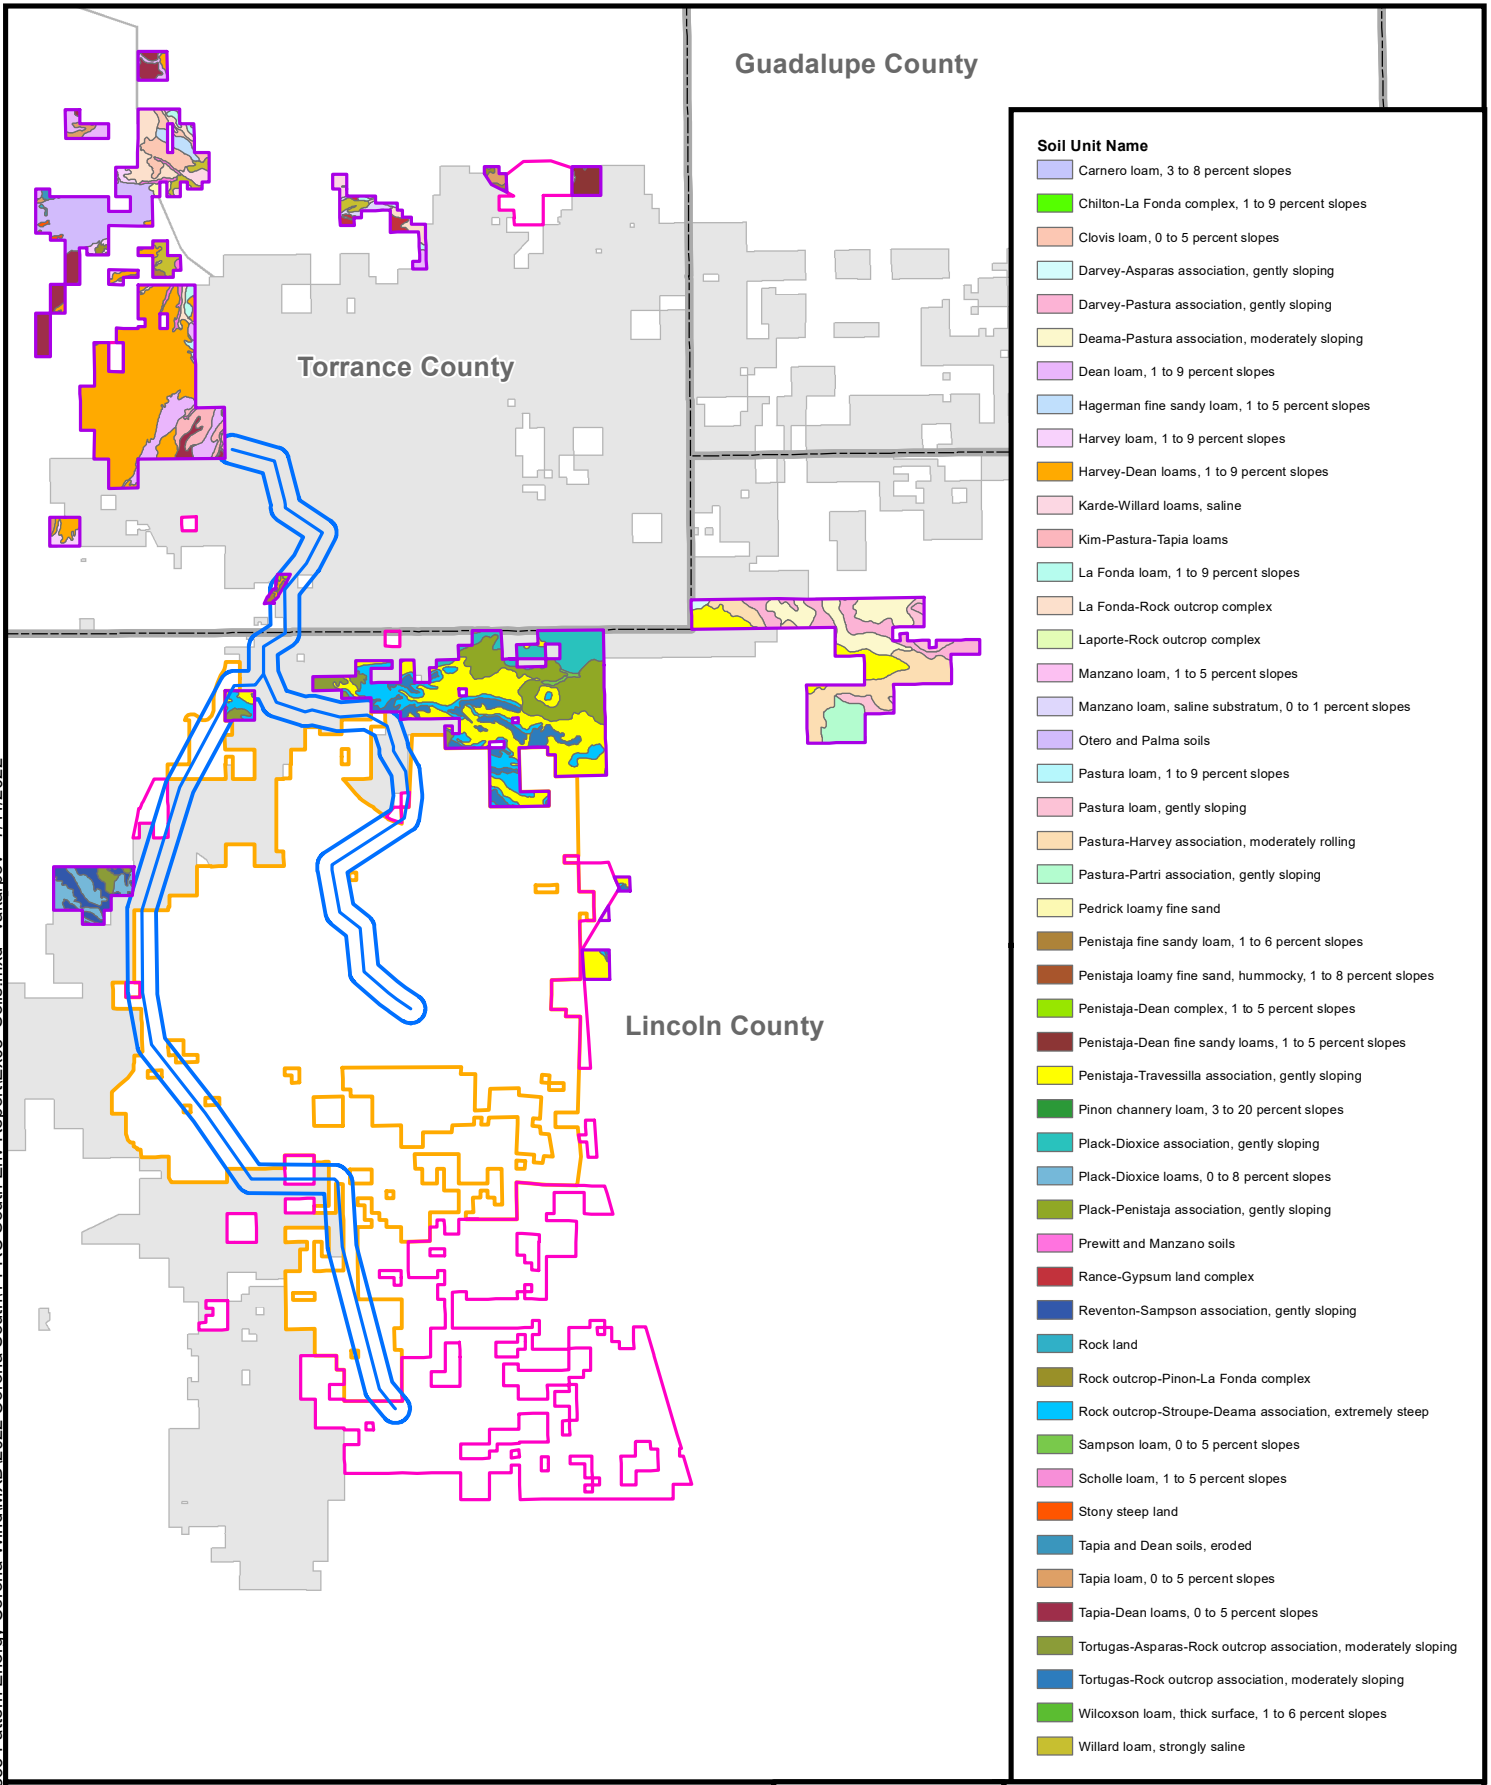 Guadalupe County
Torrance County
Lincoln County
Soil Unit Name
Carnero loam, 3 to 8 percent slopes
Chilton-La Fonda complex, 1 to 9 percent slopes
Clovis loam, 0 to 5 percent slopes
Darvey-Asparas association, gently sloping
Darvey-Pastura association, gently sloping
Deama-Pastura association, moderately sloping
Dean loam, 1 to 9 percent slopes
Hagerman fine sandy loam, 1 to 5 percent slopes
Harvey loam, 1 to 9 percent slopes
Harvey-Dean loams, 1 to 9 percent slopes
Karde-Willard loams, saline
Kim-Pastura-Tapia loams
La Fonda loam, 1 to 9 percent slopes
La Fonda-Rock outcrop complex
Laporte-Rock outcrop complex
Manzano loam, 1 to 5 percent slopes
Manzano loam, saline substratum, 0 to 1 percent slopes
Otero and Palma soils
Pastura loam, 1 to 9 percent slopes
Pastura loam, gently sloping
Pastura-Harvey association, moderately rolling
Pastura-Partri association, gently sloping
Pedrick loamy fine sand
Penistaja fine sandy loam, 1 to 6 percent slopes
Penistaja loamy fine sand, hummocky, 1 to 8 percent slopes
Penistaja-Dean complex, 1 to 5 percent slopes
Penistaja-Dean fine sandy loams, 1 to 5 percent slopes
Penistaja-Travessilla association, gently sloping
Pinon channery loam, 3 to 20 percent slopes
Plack-Dioxice association, gently sloping
Plack-Dioxice loams, 0 to 8 percent slopes
Plack-Penistaja association, gently sloping
Prewitt and Manzano soils
Rance-Gypsum land complex
Reventon-Sampson association, gently sloping
Rock land
Rock outcrop-Pinon-La Fonda complex
Rock outcrop-Stroupe-Deama association, extremely steep
Sampson loam, 0 to 5 percent slopes
Scholle loam, 1 to 5 percent slopes
Stony steep land
Tapia and Dean soils, eroded
Tapia loam, 0 to 5 percent slopes
Tapia-Dean loams, 0 to 5 percent slopes
Tortugas-Asparas-Rock outcrop association, moderately sloping
Tortugas-Rock outcrop association, moderately sloping
Wilcoxson loam, thick surface, 1 to 6 percent slopes
Willard loam, strongly saline